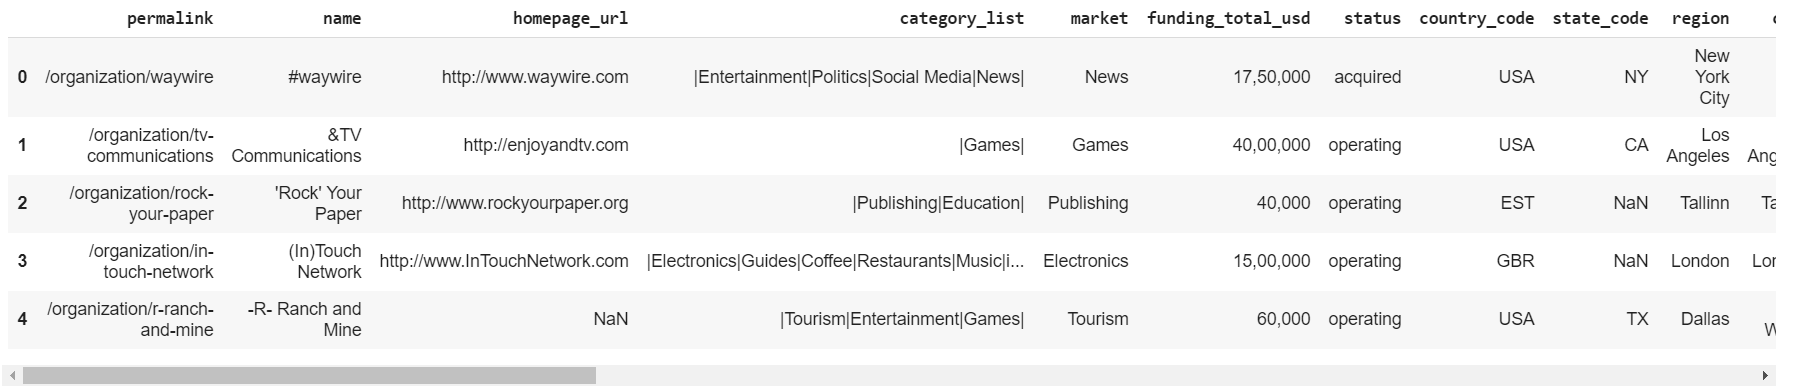 permalink name homepage_url category_list market funding_total_usd status country_code state_code region
0 /organization/waywire #waywire http://www.waywire.com |Entertainment|Politics|Social Media|News| News 17,50,000 acquired USA NY New York City
1 /organization/tv-communications &TV Communications http://enjoyandtv.com |Games| Games 40,00,000 operating USA CA Los Angeles Ang
2 /organization/rock-your-paper 'Rock' Your Paper http://www.rockyourpaper.org |Publishing|Education| Publishing 40,000 operating EST NaN Tallinn Ta
3 /organization/in-touch-network (In)Touch Network http://www.InTouchNetwork.com |Electronics|Guides|Coffee|Restaurants|Music|i... Electronics 15,00,000 operating GBR NaN London Lon
4 /organization/r-ranch-and-mine -R- Ranch and Mine NaN |Tourism|Entertainment|Games| Tourism 60,000 operating USA TX Dallas W